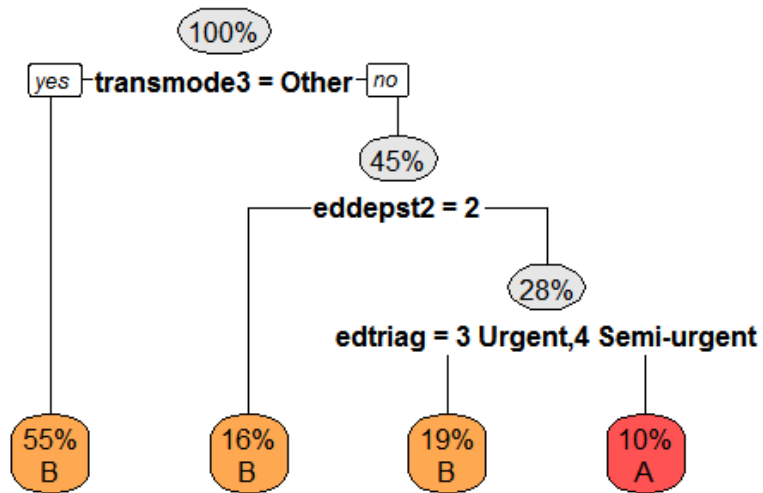 100%
yes transmode3 = Other no
45%
eddepst2 = 2
28%
edtriag = 3 Urgent,4 Semi-urgent
55% 16% 19% 10%
B B B A